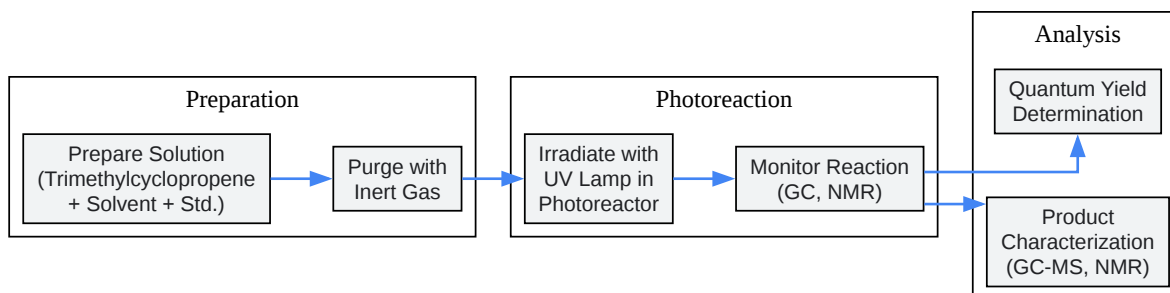 Preparation
Prepare Solution
(Trimethylcyclopropene
+ Solvent + Std.)
Purge with
Inert Gas
Photoreaction
Irradiate with
UV Lamp in
Photoreactor
Monitor Reaction
(GC, NMR)
Analysis
Quantum Yield
Determination
Product
Characterization
(GC-MS, NMR)